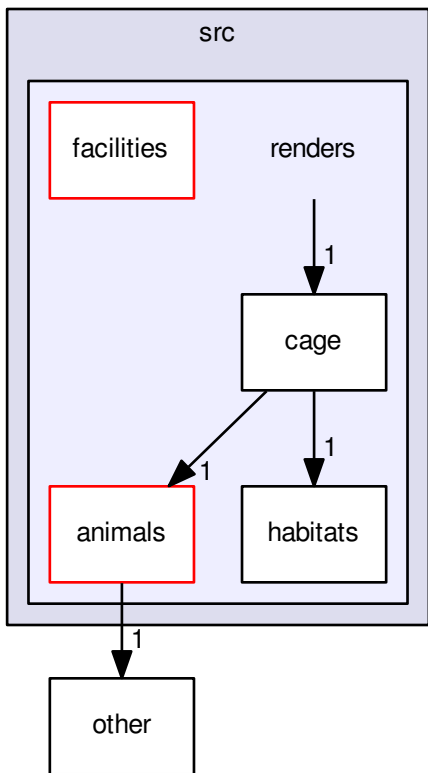 src
facilities
renders
1
cage
1
1
animals
habitats
1
other